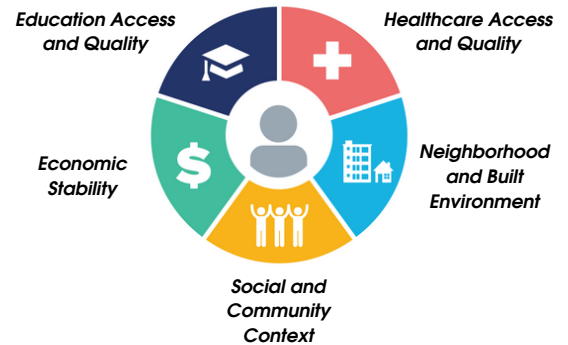 Education Access
and Quality
Healthcare Access
and Quality
$
Economic
Stability
Neighborhood
and Built
Environment
Social and
Community
Context